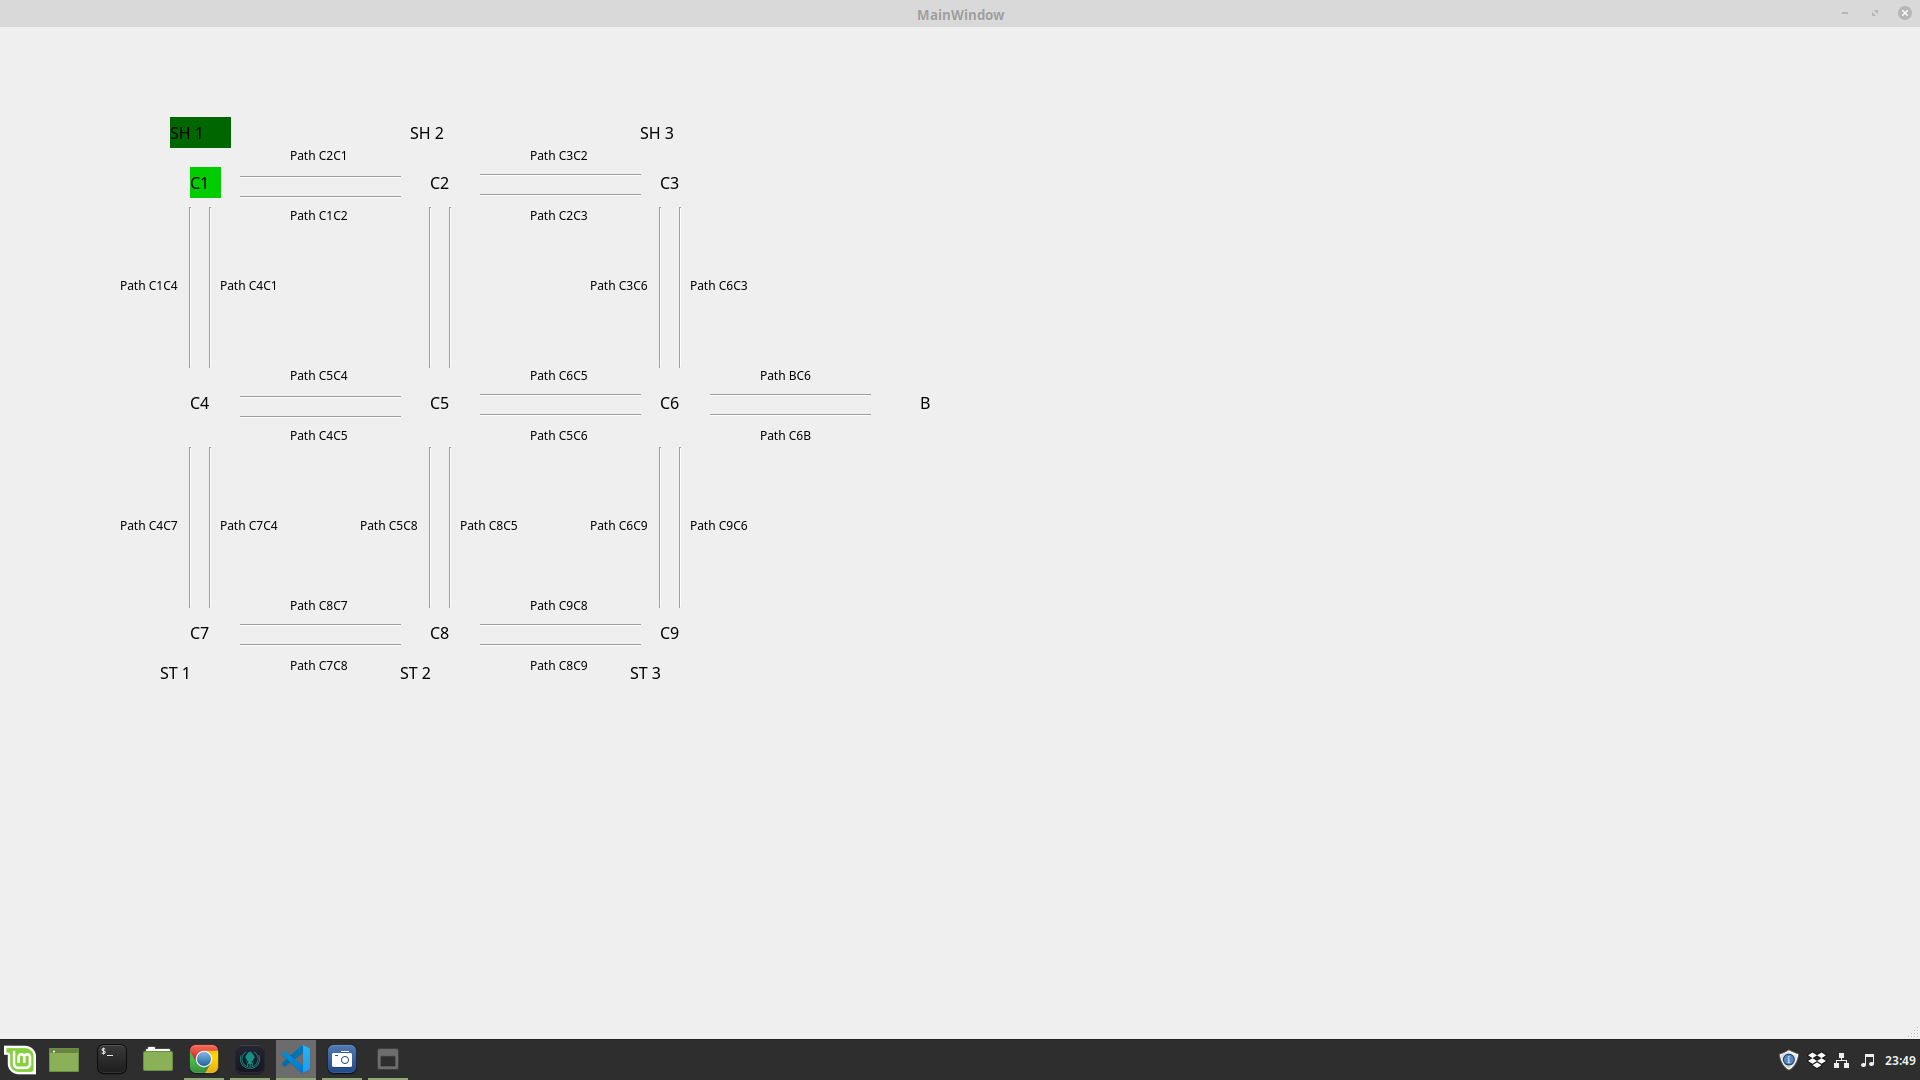 MainWindow
SH 1
SH 2
SH 3
Path C2C1
Path C3C2
C1
C2
C3
Path C1C2
Path C2C3
Path C1C4
Path C4C1
Path C3C6
Path C6C3
Path C5C4
Path C6C5
Path BC6
C4
C5
C6
B
Path C4C5
Path C5C6
Path C6B
Path C4C7
Path C7C4
Path C5C8
Path C8C5
Path C6C9
Path C9C6
Path C8C7
Path C9C8
C7
C8
C9
Path C7C8
Path C8C9
ST 1
ST 2
ST 3
$_
23:49